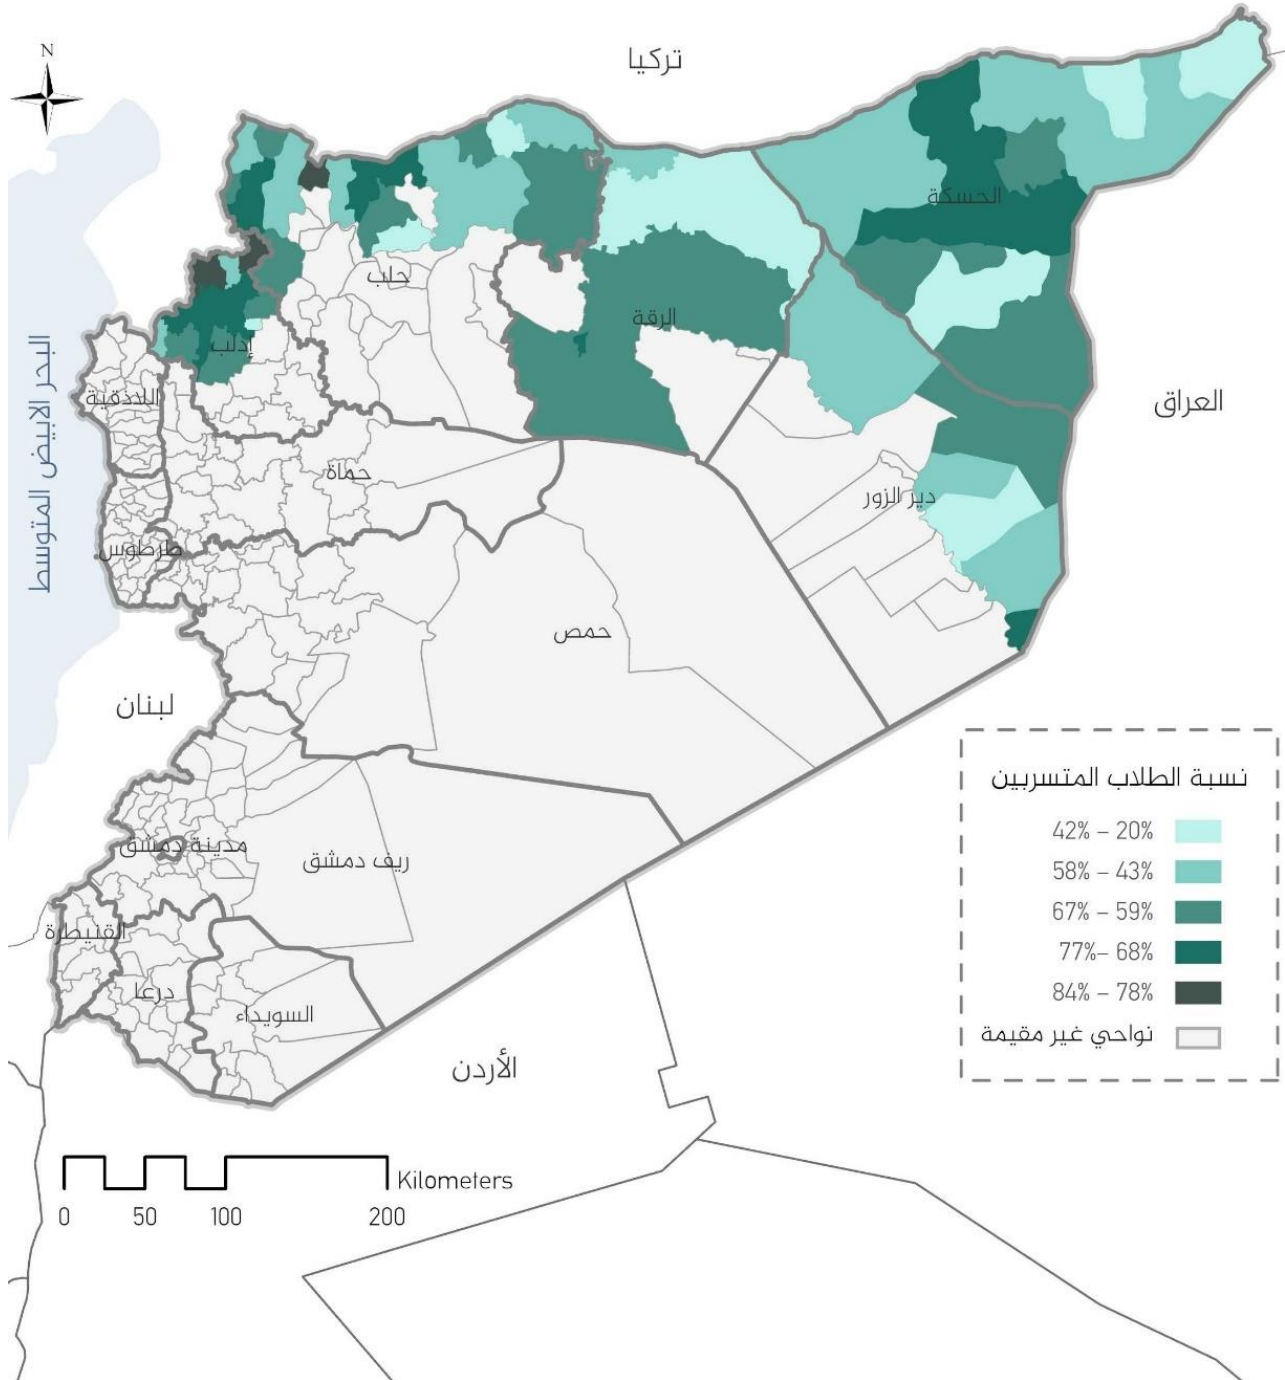 N
تركيا
الحسكة
حلب
الرقة
إدلب
البحر الابيض المتوسط
اللاذقية
العراق
حماة
دير الزور
طرطوس
حمص
لبنان
نسبة الطلاب المتسربين
42% – 20%
58% – 43%
67% – 59%
77%– 68%
84% – 78%
نواحي غير مقيمة
مدينة دمشق
ريف دمشق
القنيطرة
درعا
السويداء
الأردن
Kilometers
0 50 100 200